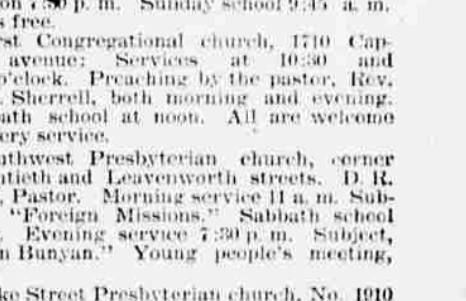 on 7:30 p. m. Sunday school 9:45 a. m.
s free.
rst Congregational church, 1710 Cap-
avenue: Services at 10:30 and
o'clock. Preaching by the pastor, Rev.
. Sherrell, both morning and evening.
ath school at noon. All are welcome
ery service.
uthwest Presbyterian church, corner
ntieth and Leavenworth streets. D. R.
, Pastor. Morning service 11 a. m. Sub-
"Foreign Missions." Sabbath school
. Evening service 7:30 p. m. Subject,
n Bunyan." Young people's meeting,
ke Street Presbyterian church, No. 1910